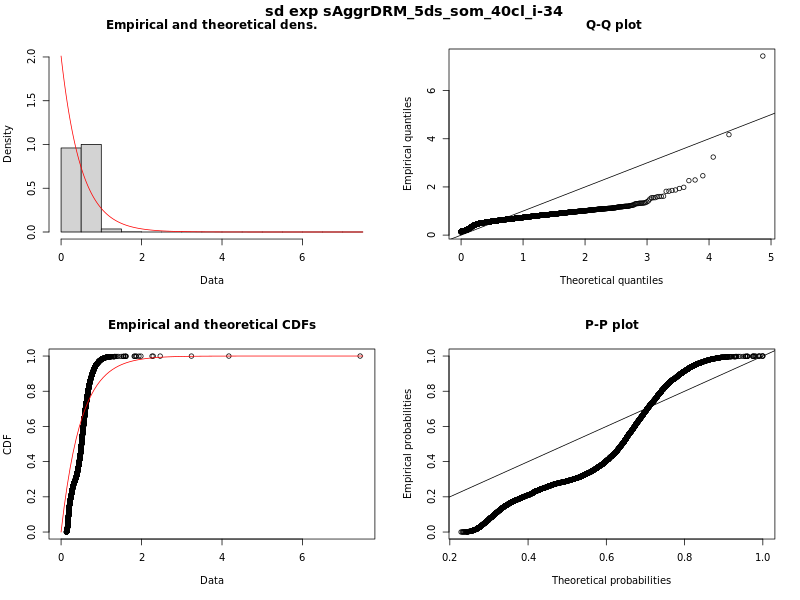 sd exp sAggrDRM_5ds_som_40cl_i-34
Empirical and theoretical dens.
Density
0.0 0.5 1.0 1.5 2.0
0 2 4 6
Data
Q-Q plot
Empirical quantiles
0 2 4 6
0 1 2 3 4 5
Theoretical quantiles
Empirical and theoretical CDFs
CDF
0.0 0.2 0.4 0.6 0.8 1.0
0 2 4 6
Data
P-P plot
Empirical probabilities
0.0 0.2 0.4 0.6 0.8 1.0
0.2 0.4 0.6 0.8 1.0
Theoretical probabilities